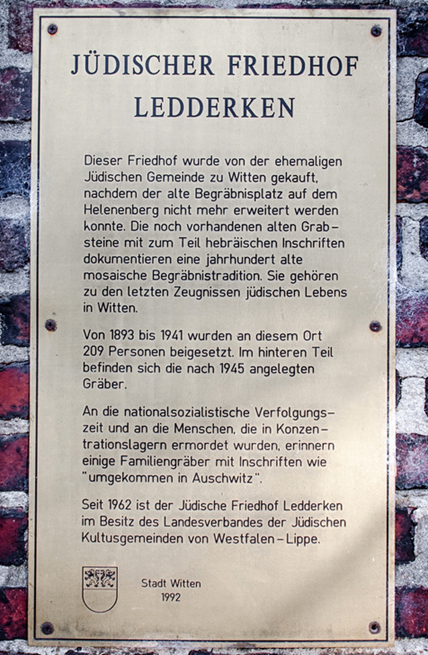 JÜDISCHER FRIEDHOF
LEDDERKEN
Dieser Friedhof wurde von der ehemaligen
Jüdischen Gemeinde zu Witten gekauft,
nachdem der alte Begräbnisplatz auf dem
Helenenberg nicht mehr erweitert werden
konnte. Die noch vorhandenen alten Grab-
steine mit zum Teil hebräischen Inschriften
dokumentieren eine jahrhundert alte
mosaische Begräbnistradition. Sie gehören
zu den letzten Zeugnissen jüdischen Lebens
in Witten.
Von 1893 bis 1941 wurden an diesem Ort
209 Personen beigesetzt. Im hinteren Teil
befinden sich die nach 1945 angelegten
Gräber.
An die nationalsozialistische Verfolgungs-
zeit und an die Menschen, die in Konzen-
trationslagern ermordet wurden, erinnern
einige Familiengräber mit Inschriften wie
"umgekommen in Auschwitz".
Seit 1962 ist der Jüdische Friedhof Ledderken
im Besitz des Landesverbandes der Jüdischen
Kultusgemeinden von Westfalen-Lippe.
Stadt Witten
1992